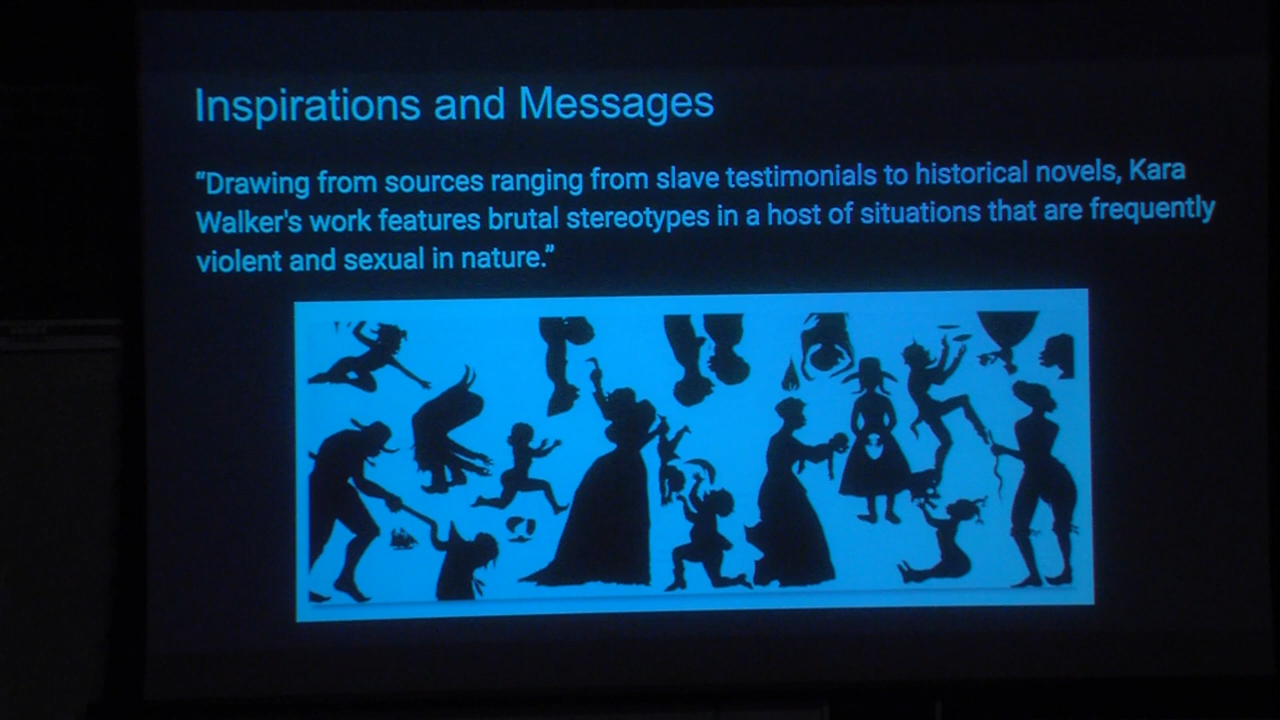 Inspirations and Messages
“Drawing from sources ranging from slave testimonials to historical novels, Kara
Walker's work features brutal stereotypes in a host of situations that are frequently
violent and sexual in nature.”